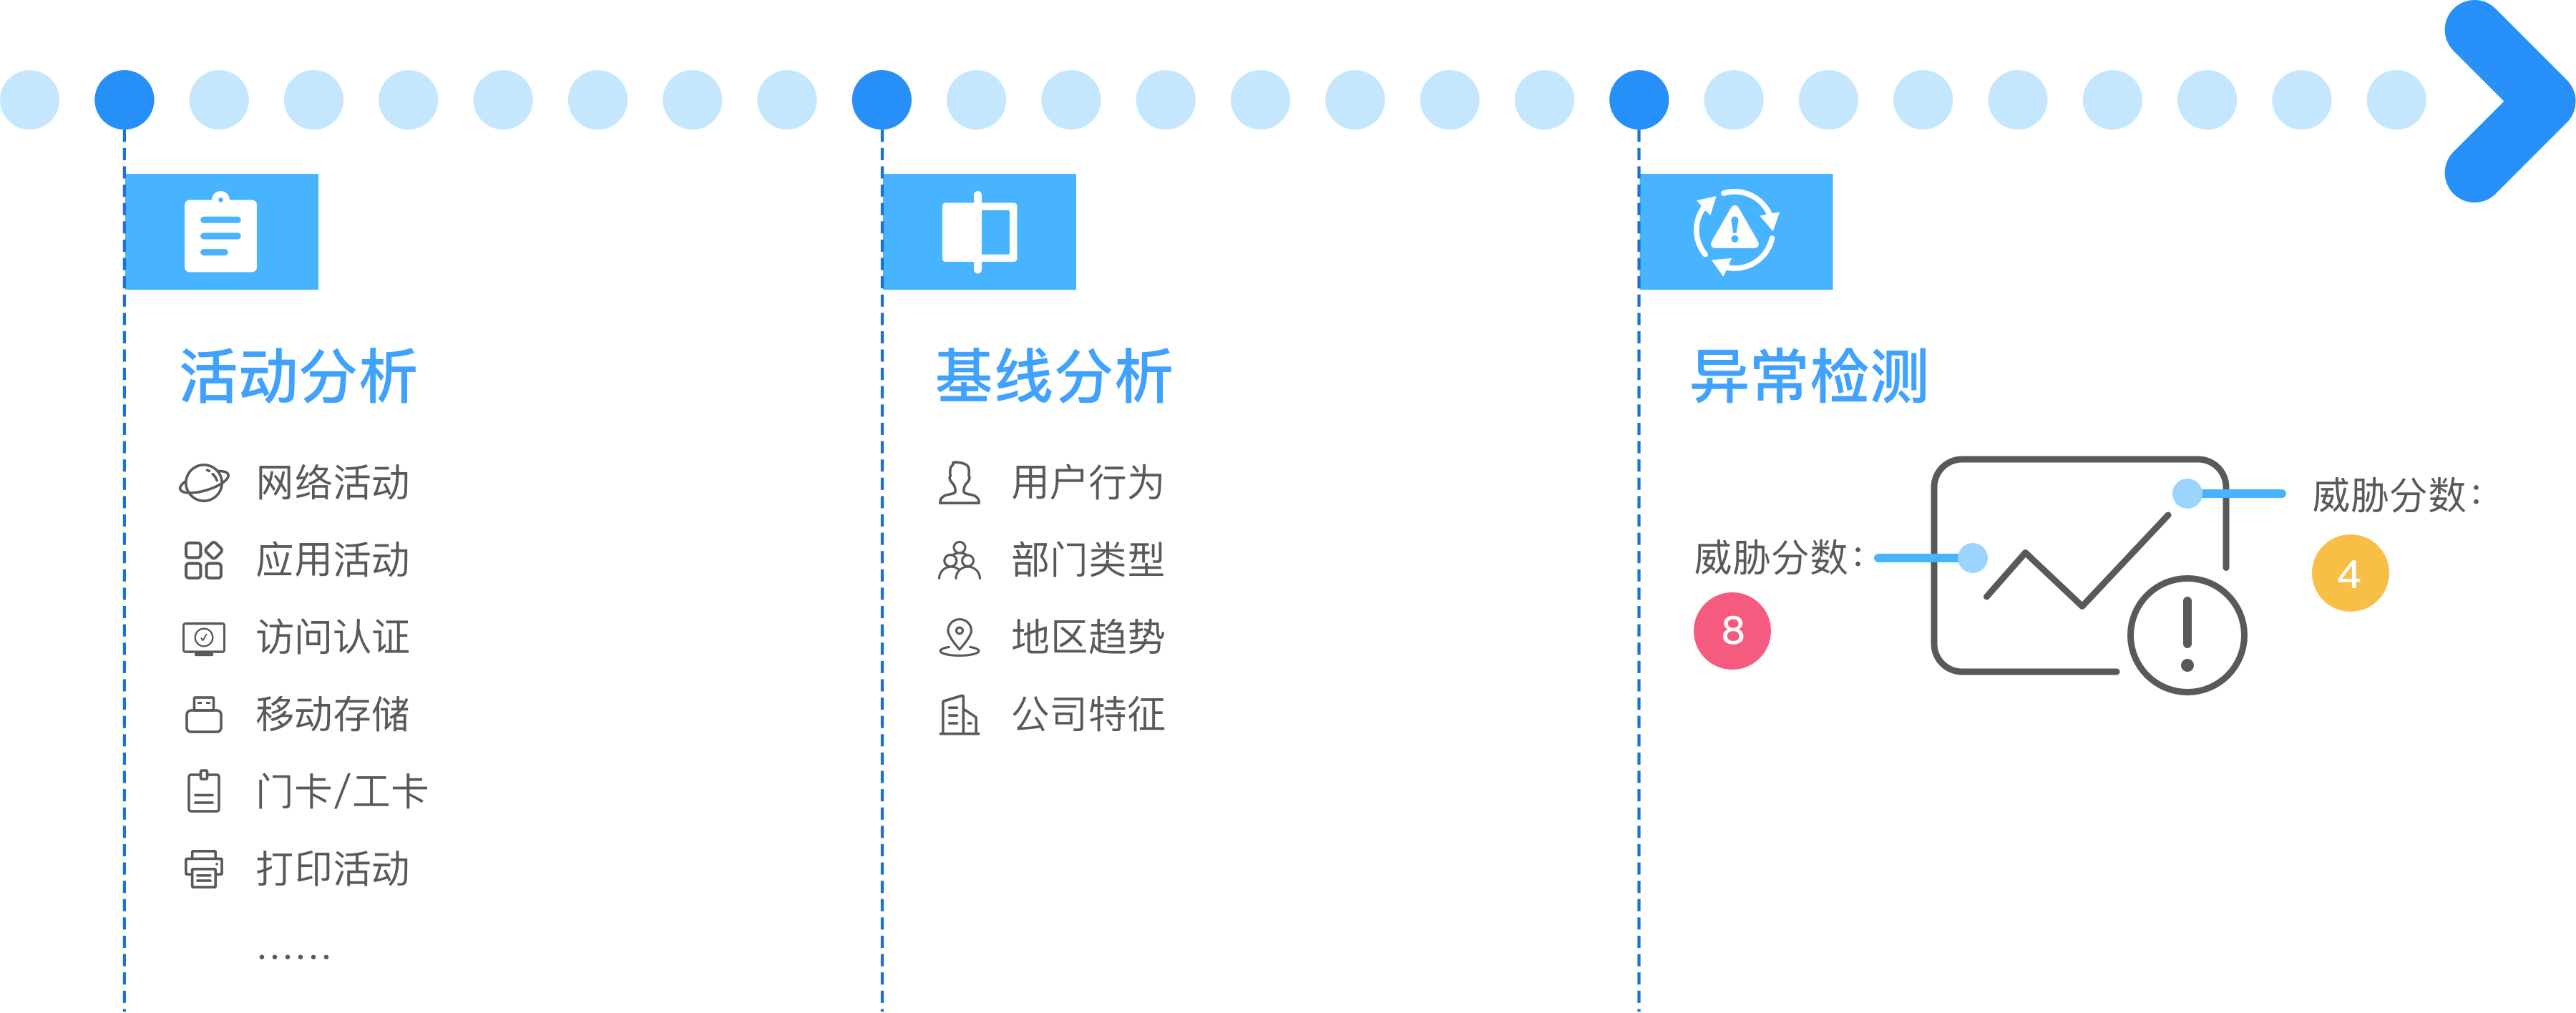 活动分析
网络活动
应用活动
访问认证
移动存储
门卡/工卡
打印活动
……
基线分析
用户行为
部门类型
地区趋势
公司特征
异常检测
威胁分数：
8
威胁分数：
4